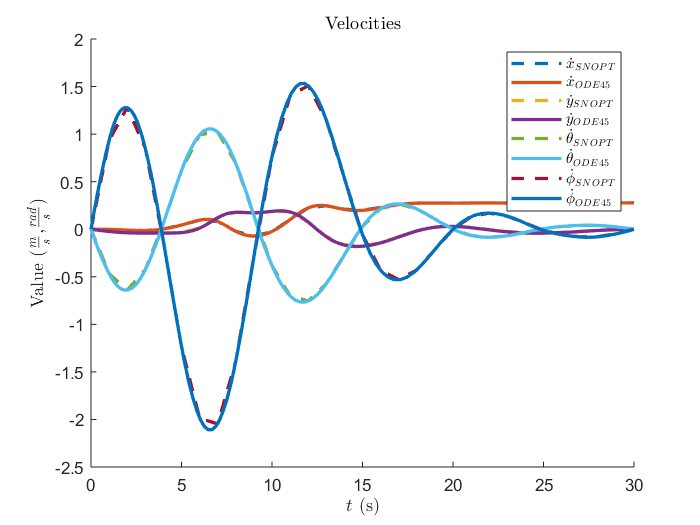 Velocities
2
1.5
1
0.5
0
-0.5
-1
-1.5
-2
-2.5
Value (m/s, rad/s)
ẋ_SNOPT
ẋ_ODE45
ẏ_SNOPT
ẏ_ODE45
θ̇_SNOPT
θ̇_ODE45
ϕ̇_SNOPT
ϕ̇_ODE45
0 5 10 15 20 25 30
t (s)